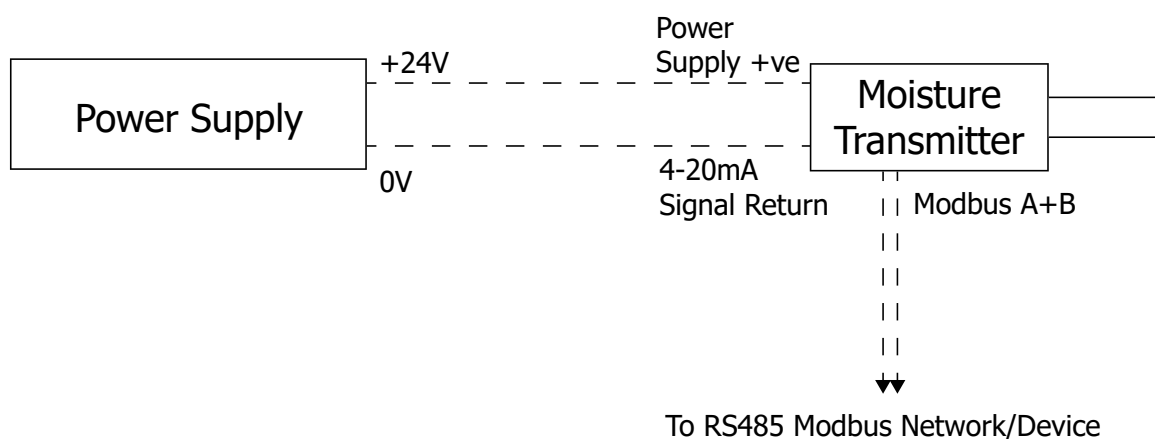 Power Supply
+24V
0V
Power
Supply +ve
4-20mA
Signal Return
Moisture
Transmitter
Modbus A+B
To RS485 Modbus Network/Device